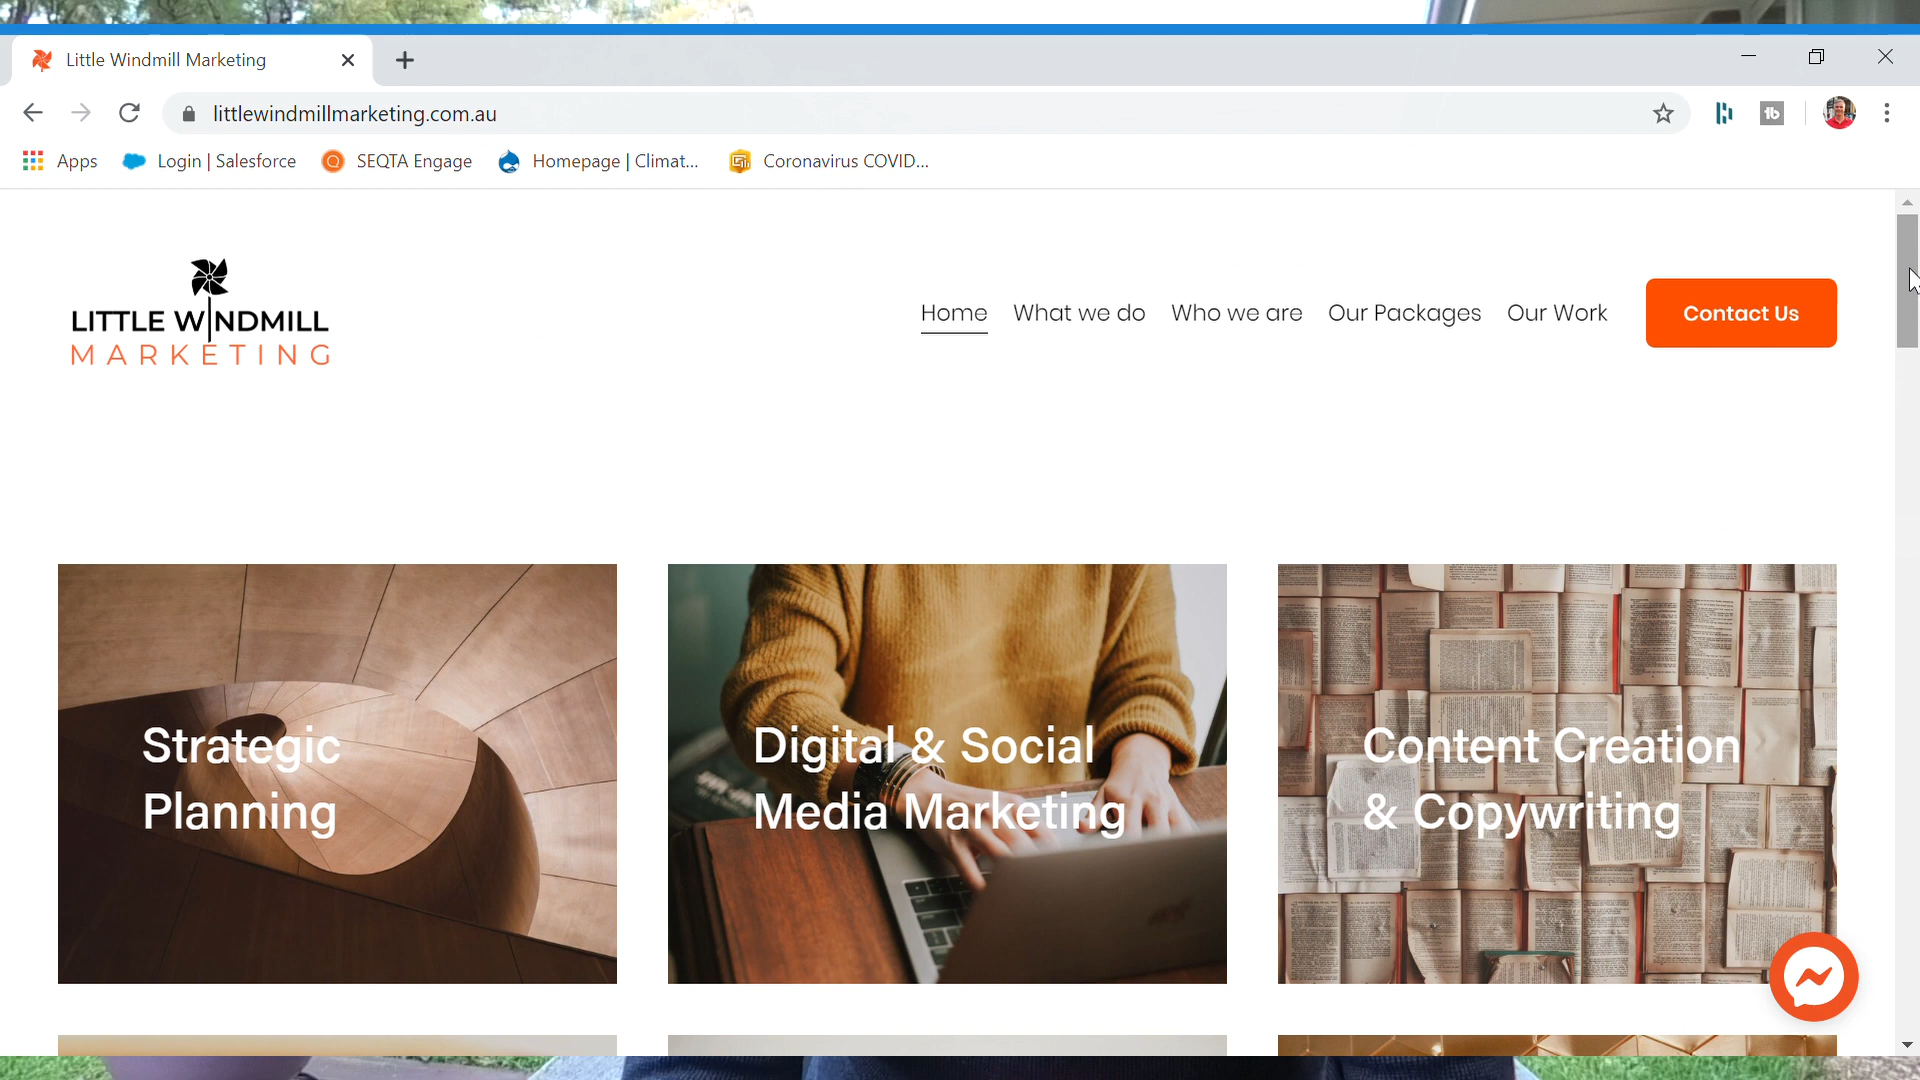 Little Windmill Marketing
littlewindmillmarketing.com.au
Apps
Login | Salesforce
SEQTA Engage
Homepage | Climat...
Coronavirus COVID...
LITTLE WINDMILL
MARKETING
Home
What we do
Who we are
Our Packages
Our Work
Contact Us
Strategic
Planning
Digital & Social
Media Marketing
Content Creation
& Copywriting